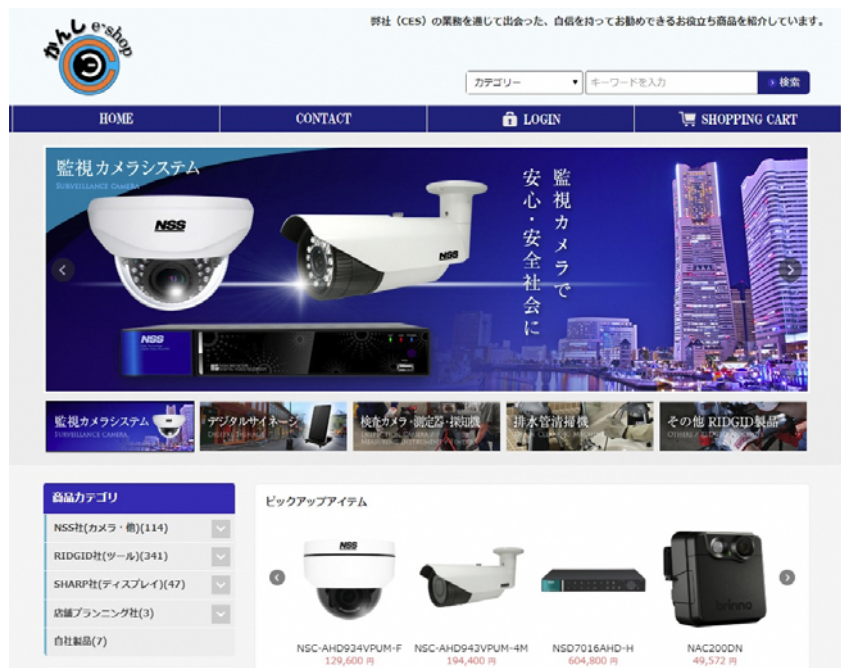 かんし e-shop
弊社（CES）の業務を通じて出会った、自信を持ってお勧めできるお役立ち商品を紹介しています。
カテゴリー
キーワードを入力
検索
HOME
CONTACT
LOGIN
SHOPPING CART
監視カメラシステム
SURVEILLANCE CAMERA
監視カメラで
安心・安全社会に
NSS
NSS
NSS
監視カメラシステム
SURVEILLANCE CAMERA
デジタルサイネージ
DIGITAL SIGNAGE
検査カメラ・測定器・探知機
排水管清掃機
DRAIN CLEANING MACHINE
その他 RIDGID製品
商品カテゴリ
NSS社(カメラ・他)(114)
RIDGID社(ツール)(341)
SHARP社(ディスプレイ)(47)
店舗プランニング社(3)
自社製品(7)
ピックアップアイテム
NSS
brinno
NSC-AHD934VPUM-F
129,600 円
NSC-AHD943VPUM-4M
194,400 円
NSD7016AHD-H
604,800 円
NAC200DN
49,572 円